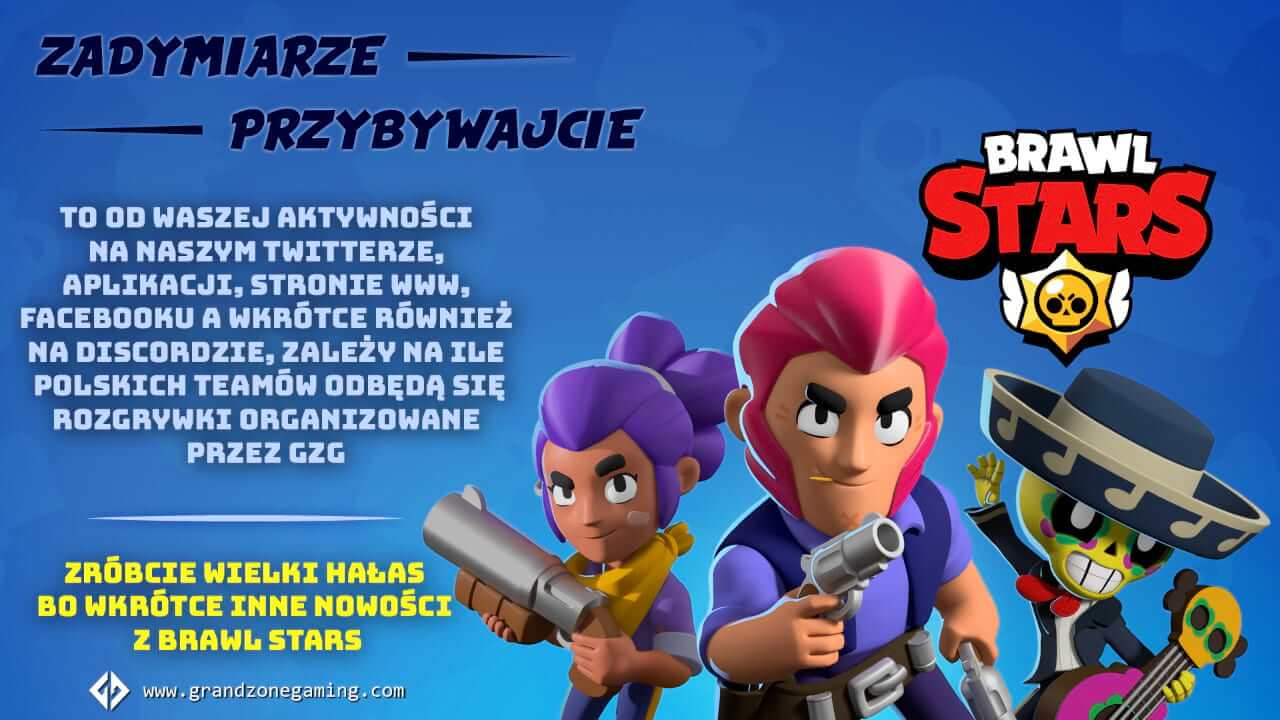 ZADYMIARZE
PRZYBYWAJCIE
BRAWL
STARS
TO OD WASZEJ AKTYWNOŚCI
NA NASZYM TWITTERZE,
APLIKACJI, STRONIE WWW,
FACEBOOKU A WKRÓTCE RÓWNIEŻ
NA DISCORDZIE, ZALEŻY NA ILE
POLSKICH TEAMÓW ODBĘDĄ SIĘ
ROZGRYWKI ORGANIZOWANE
PRZEZ GZG
ZRÓBCIE WIELKI HAŁAS
BO WKRÓTCE INNE NOWOŚCI
Z BRAWL STARS
www.grandzonegaming.com